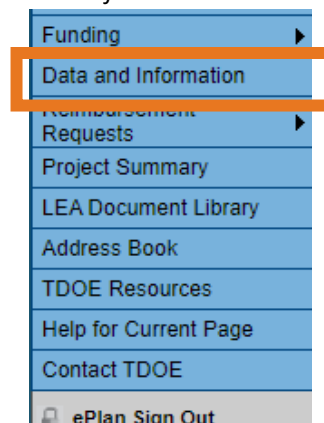 Funding
Data and Information
Reimbursement
Requests
Project Summary
LEA Document Library
Address Book
TDOE Resources
Help for Current Page
Contact TDOE
ePlan Sign Out